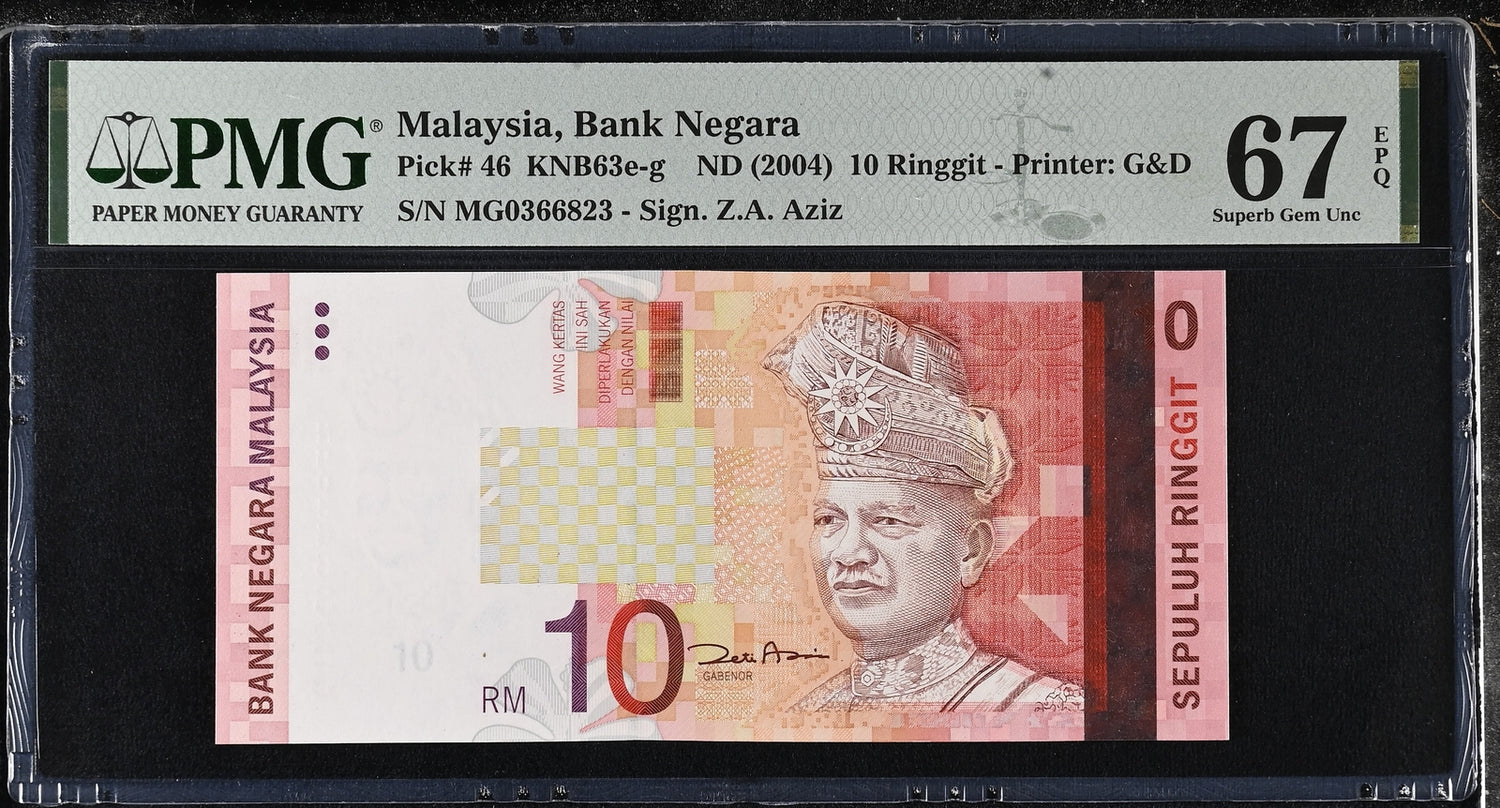 PMG®
PAPER MONEY GUARANTY
Malaysia, Bank Negara
Pick# 46 KNB63e-g ND (2004) 10 Ringgit - Printer: G&D
S/N MG0366823 - Sign. Z.A. Aziz
67
EPQ
Superb Gem Unc
BANK NEGARA MALAYSIA
WANG KERTAS
INI SAH
DIPERLAKUKAN
DENGAN NILAI
10
RM 10
Zeti Aziz
GABENOR
SEPULUH RINGGIT